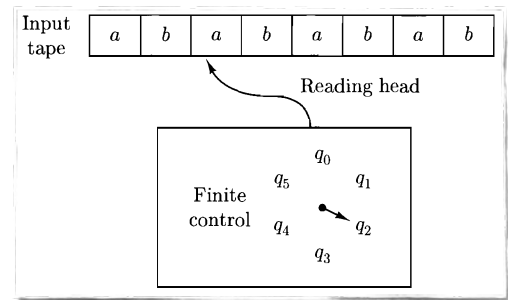 Input tape
a b a b a b a b
Reading head
q₀
q₅ q₁
Finite control
q₄ q₂
q₃